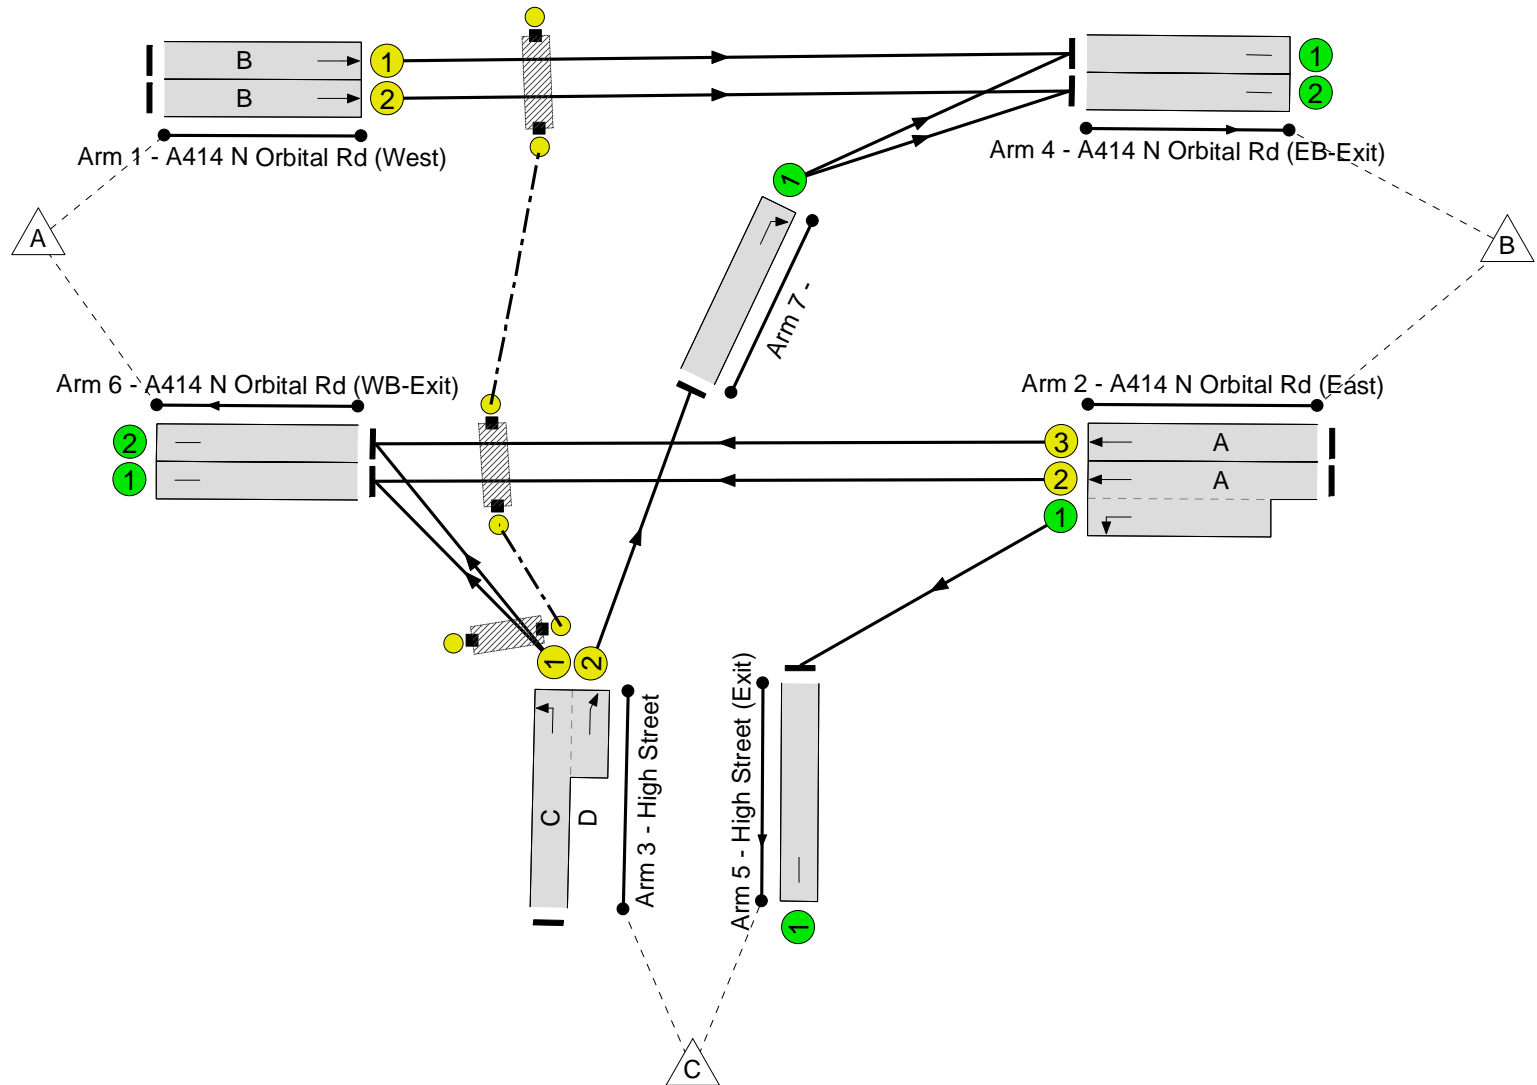 B 1
B 2
1
2
Arm 1 - A414 N Orbital Rd (West)
Arm 4 - A414 N Orbital Rd (EB-Exit)
1
A
B
Arm 7 -
Arm 6 - A414 N Orbital Rd (WB-Exit)
Arm 2 - A414 N Orbital Rd (East)
2
1
3 A
2 A
1
1 2
C D
Arm 3 - High Street
Arm 5 - High Street (Exit)
1
C